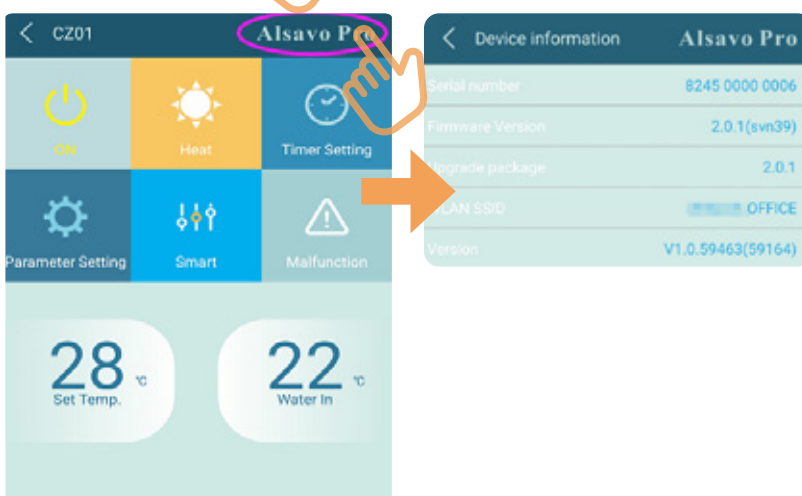 CZ01
Alsavo Pro
ON
Heat
Timer Setting
Parameter Setting
Smart
Malfunction
28 °C
Set Temp.
22 °C
Water In
Device information
Alsavo Pro
Serial number
8245 0000 0006
Firmware Version
2.0.1(svn39)
Upgrade package
2.0.1
WLAN SSID
OFFICE
Version
V1.0.59463(59164)